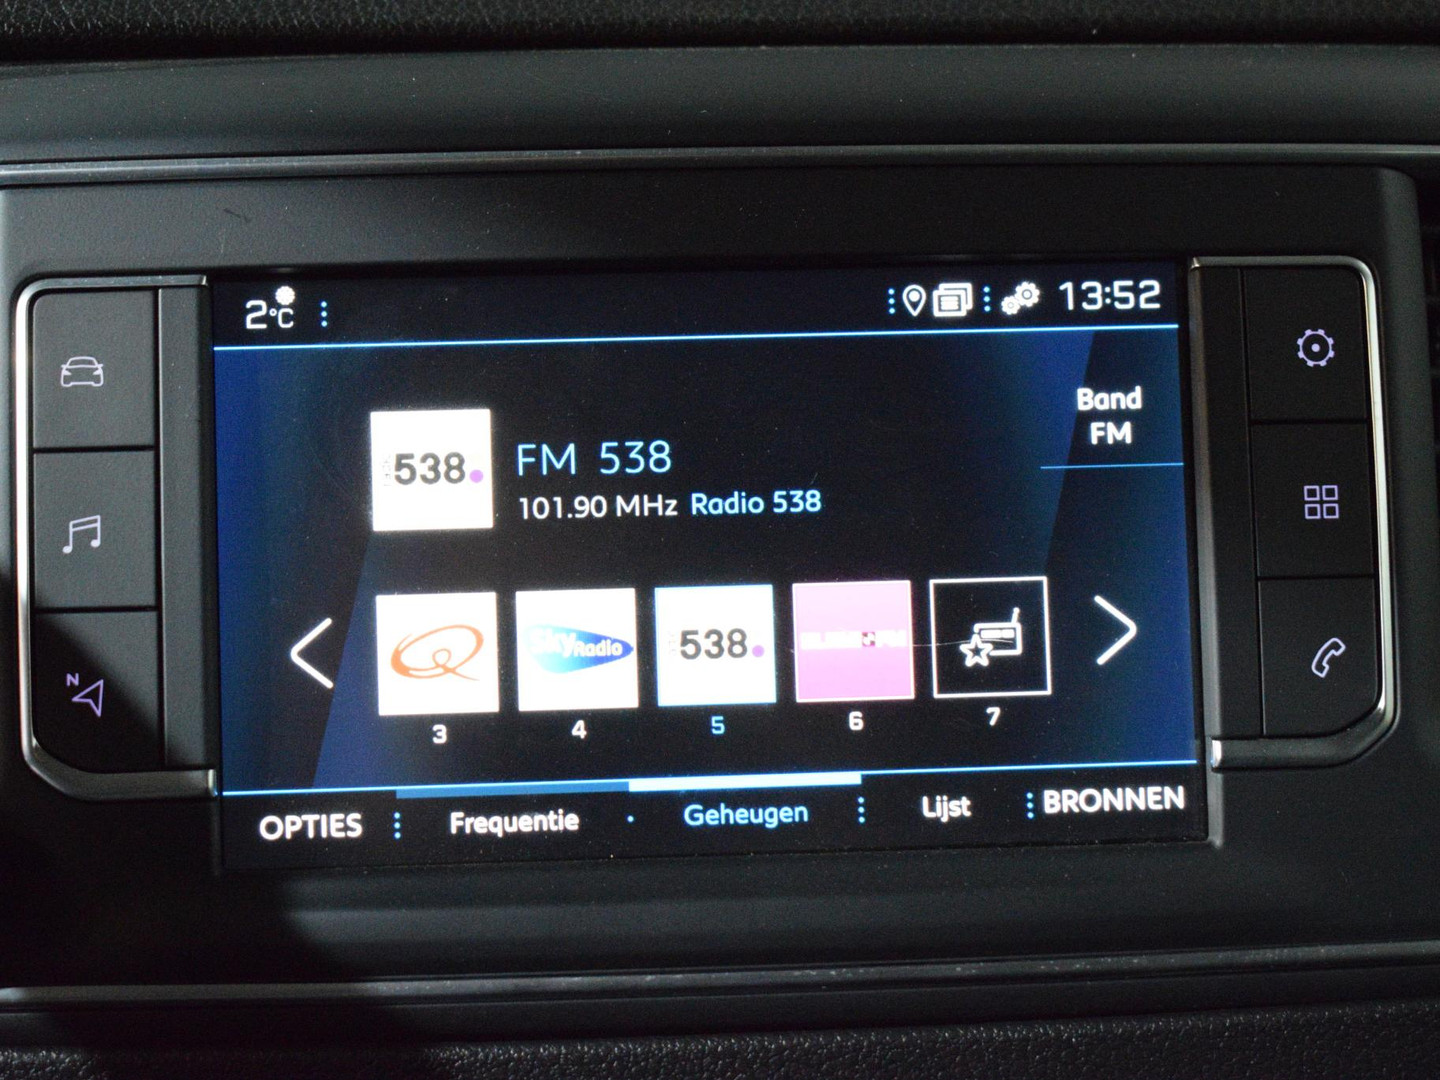 2°C
13:52
Band
FM
538
FM 538
101.90 MHz Radio 538
Q
Sky Radio
538
3
4
5
6
7
N
OPTIES
Frequentie
Geheugen
Lijst
BRONNEN